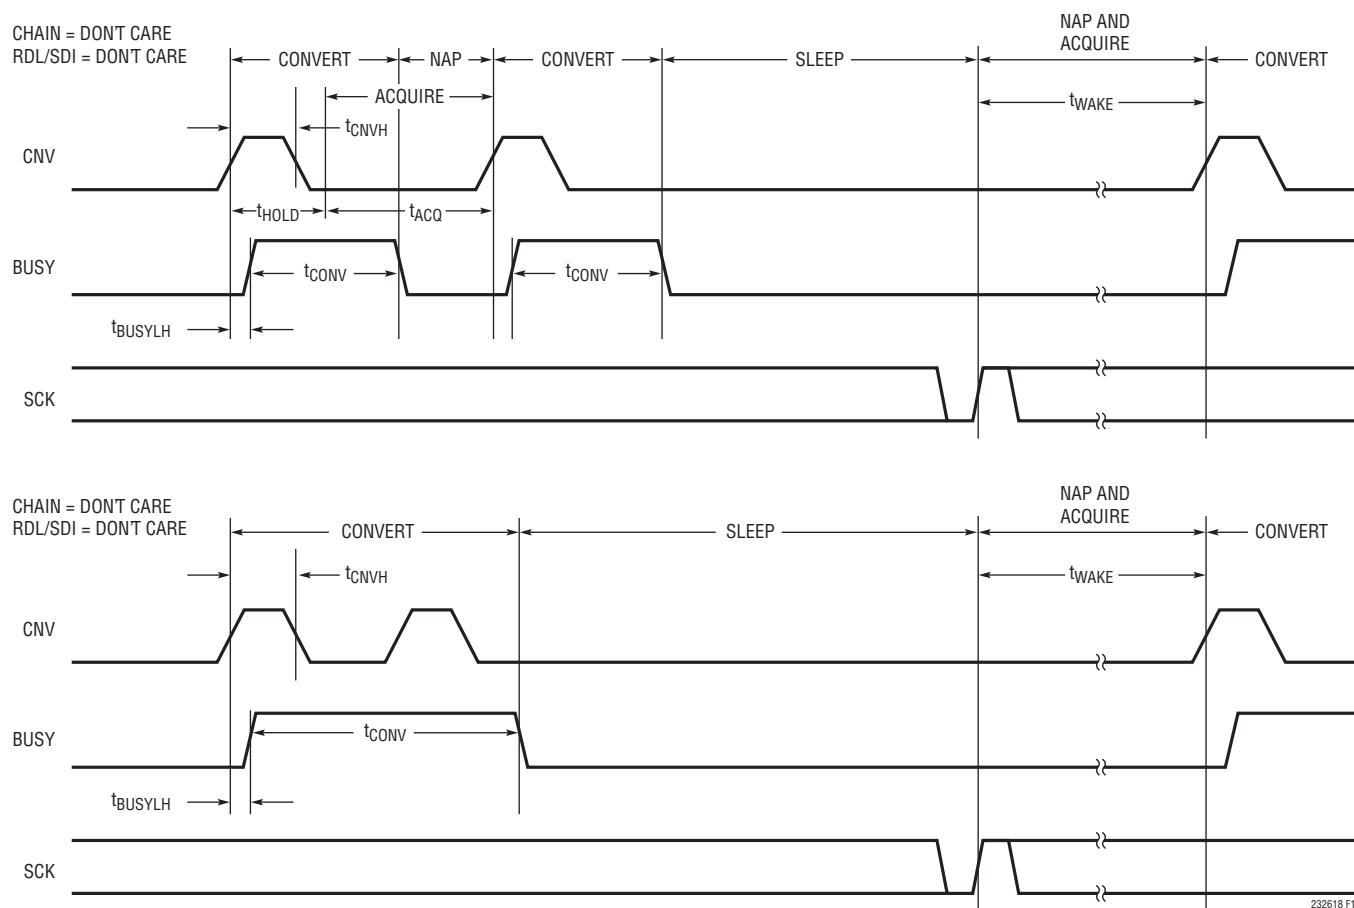 CHAIN = DON'T CARE
RDL/SDI = DON'T CARE
NAP AND
ACQUIRE
CONVERT
NAP
CONVERT
SLEEP
CONVERT
ACQUIRE
tWAKE
tCNVH
CNV
tHOLD
tACQ
BUSY
tCONV
tCONV
tBUSYLH
SCK
CHAIN = DON'T CARE
RDL/SDI = DON'T CARE
NAP AND
ACQUIRE
CONVERT
SLEEP
CONVERT
tCNVH
tWAKE
CNV
BUSY
tCONV
tBUSYLH
SCK
232618 F1